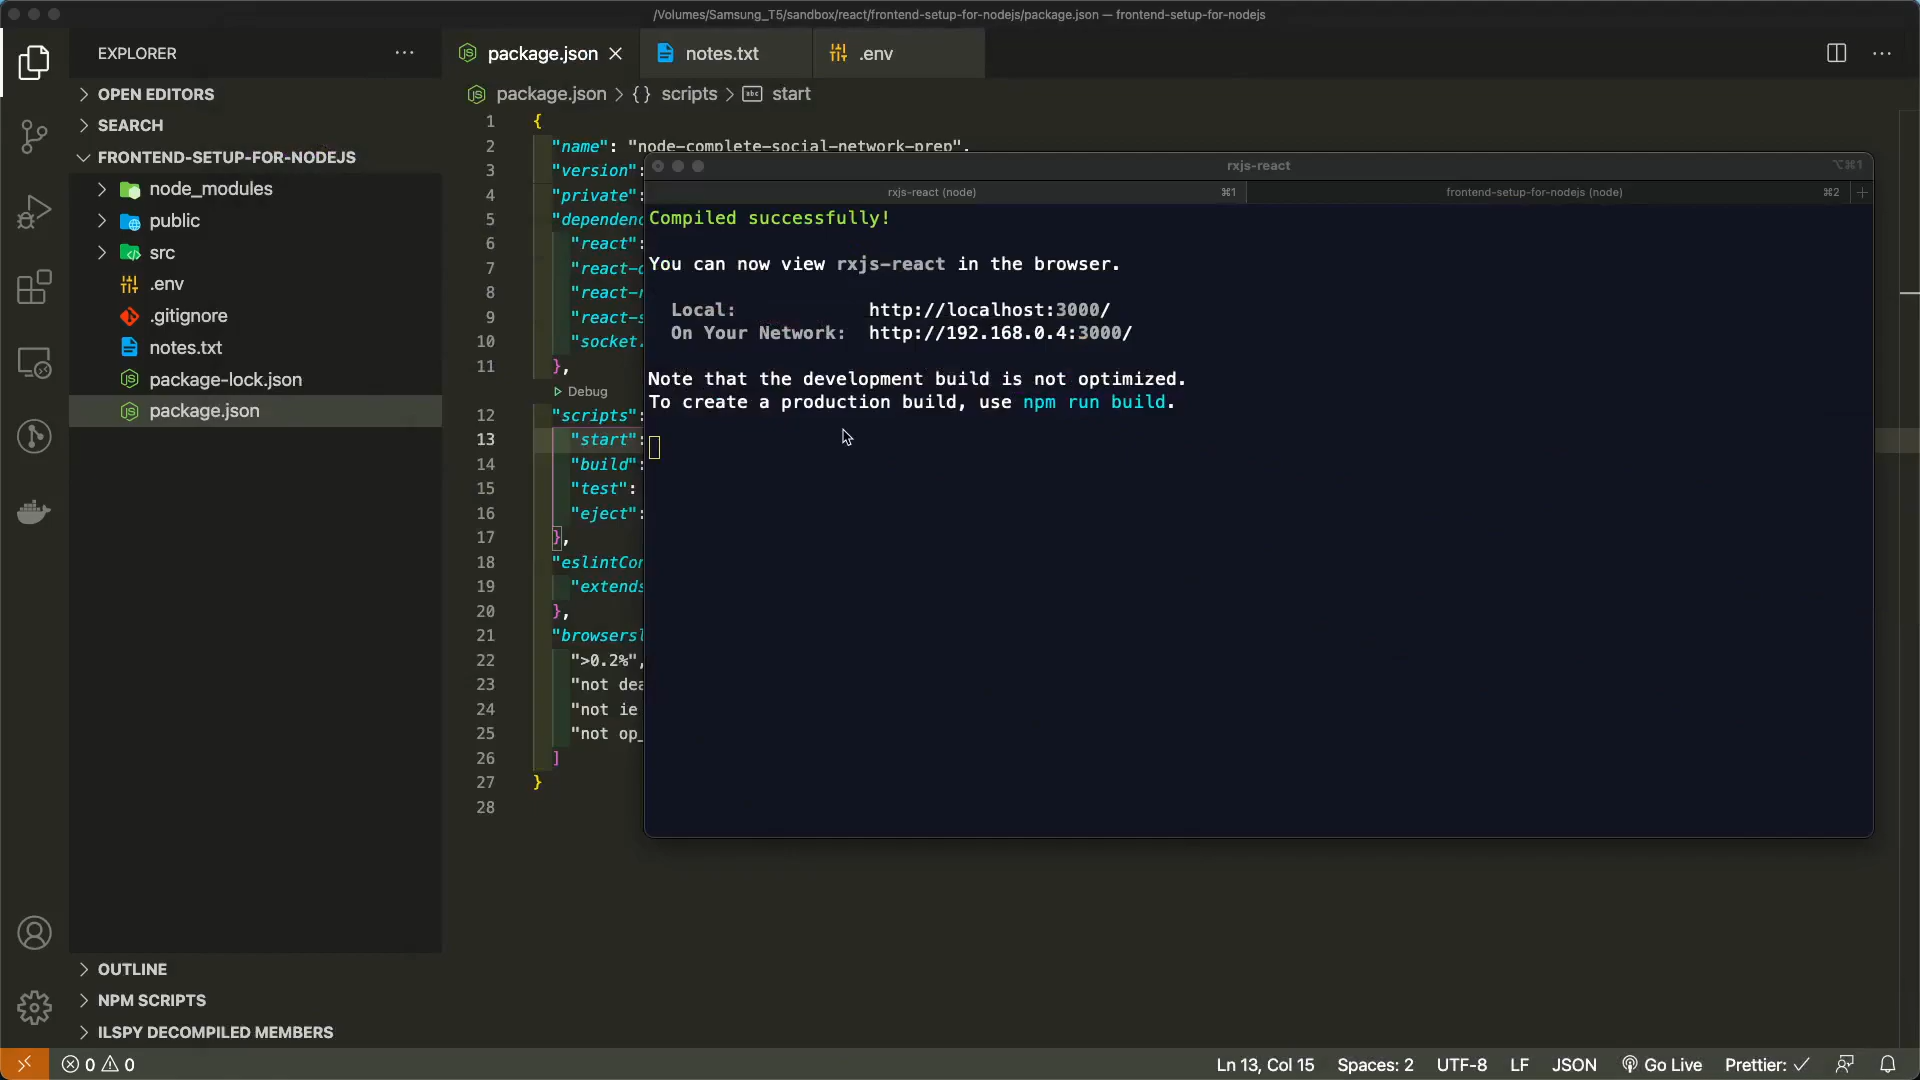 /Volumes/Samsung_T5/sandbox/react/frontend-setup-for-nodejs/package.json — frontend-setup-for-nodejs
EXPLORER
OPEN EDITORS
SEARCH
FRONTEND-SETUP-FOR-NODEJS
node_modules
public
src
.env
.gitignore
notes.txt
package-lock.json
package.json
OUTLINE
NPM SCRIPTS
ILSPY DECOMPILED MEMBERS
package.json
notes.txt
.env
package.json > {} scripts > abc start
1 {
2 "name": "node-complete-social-network-prep",
3 "version":
4 "private":
5 "dependenc
6 "react":
7 "react-d
8 "react-r
9 "react-s
10 "socket.
11 },
Debug
12 "scripts":
13 "start":
14 "build":
15 "test":
16 "eject":
17 },
18 "eslintCon
19 "extends
20 },
21 "browsersl
22 ">0.2%",
23 "not dea
24 "not ie
25 "not op_
26 ]
27 }
28
rxjs-react
⌥⌘1
rxjs-react (node) ⌘1
frontend-setup-for-nodejs (node) ⌘2 +
Compiled successfully!
You can now view rxjs-react in the browser.
Local: http://localhost:3000/
On Your Network: http://192.168.0.4:3000/
Note that the development build is not optimized.
To create a production build, use npm run build.
0 0
Ln 13, Col 15
Spaces: 2
UTF-8
LF
JSON
Go Live
Prettier: ✓